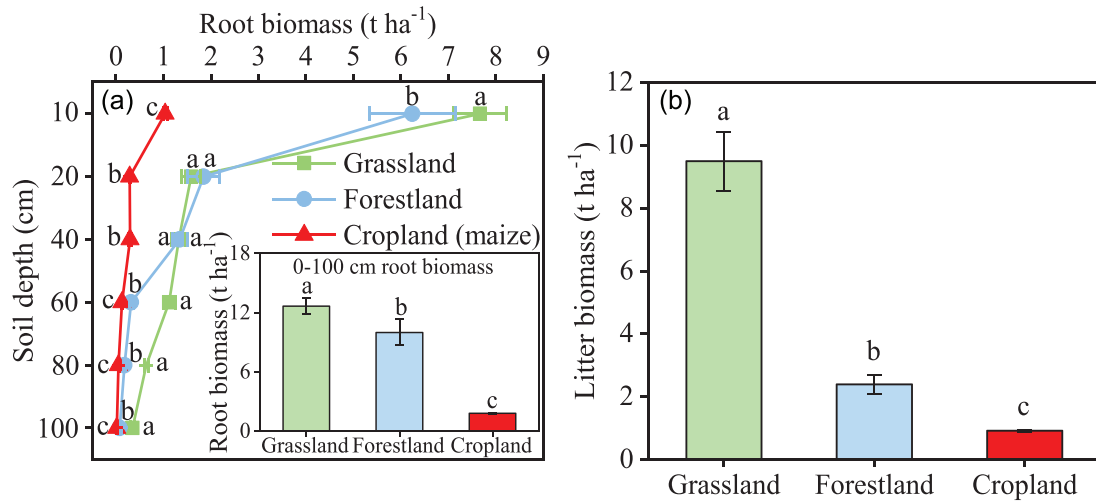 Root biomass (t ha-1)
0 1 2 3 4 5 6 7 8 9
(a)
Soil depth (cm)
10
20
40
60
80
100
c b a
b a a
b a a
c b a
c b a
c b a
Grassland
Forestland
Cropland (maize)
0-100 cm root biomass
Root biomass (t ha-1)
18
12
6
0
a
b
c
Grassland Forestland Cropland
(b)
Litter biomass (t ha-1)
12
10
8
6
4
2
0
a
b
c
Grassland Forestland Cropland